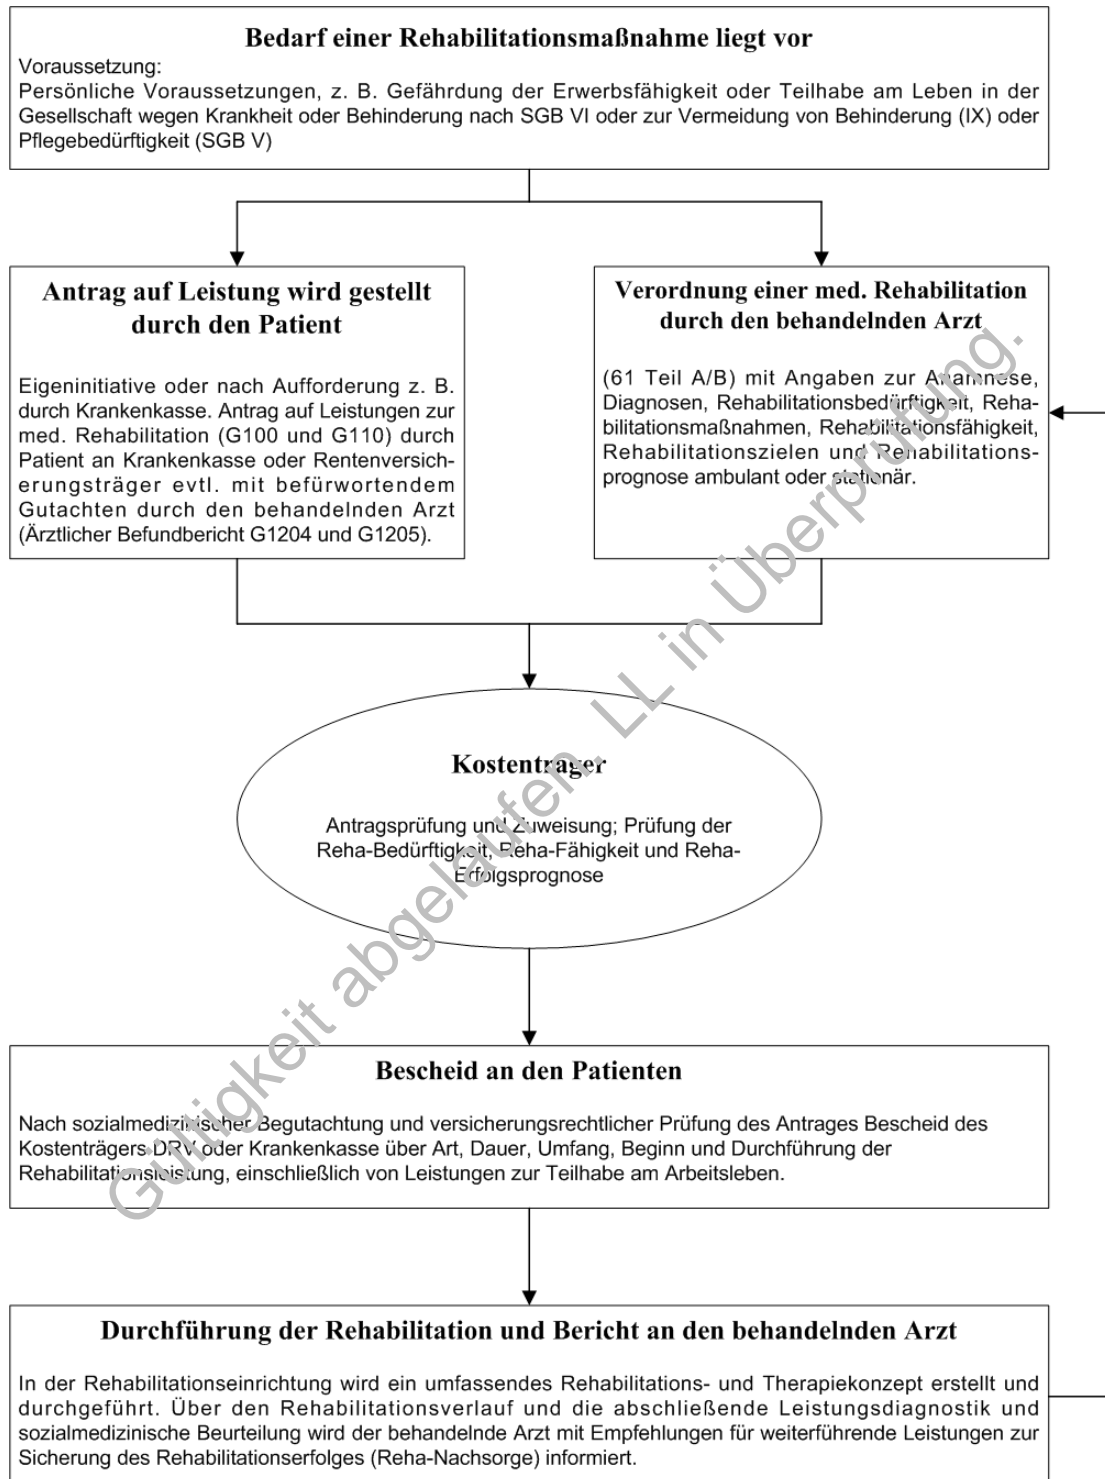 Bedarf einer Rehabilitationsmaßnahme liegt vor
Voraussetzung:
Persönliche Voraussetzungen, z. B. Gefährdung der Erwerbsfähigkeit oder Teilhabe am Leben in der
Gesellschaft wegen Krankheit oder Behinderung nach SGB VI oder zur Vermeidung von Behinderung (IX) oder
Pflegebedürftigkeit (SGB V)
Antrag auf Leistung wird gestellt
durch den Patient
Eigeninitiative oder nach Aufforderung z. B.
durch Krankenkasse. Antrag auf Leistungen zur
med. Rehabilitation (G100 und G110) durch
Patient an Krankenkasse oder Rentenversich-
erungsträger evtl. mit befürwortendem
Gutachten durch den behandelnden Arzt
(Ärztlicher Befundbericht G1204 und G1205).
Verordnung einer med. Rehabilitation
durch den behandelnden Arzt
(61 Teil A/B) mit Angaben zur Anamnese,
Diagnosen, Rehabilitationsbedürftigkeit, Reha-
bilitationsmaßnahmen, Rehabilitationsfähigkeit,
Rehabilitationszielen und Rehabilitations-
prognose ambulant oder stationär.
Kostenträger
Antragsprüfung und Zuweisung; Prüfung der
Reha-Bedürftigkeit, Reha-Fähigkeit und Reha-
Erfolgsprognose
Bescheid an den Patienten
Nach sozialmedizinischer Begutachtung und versicherungsrechtlicher Prüfung des Antrages Bescheid des
Kostenträgers DRV oder Krankenkasse über Art, Dauer, Umfang, Beginn und Durchführung der
Rehabilitationsleistung, einschließlich von Leistungen zur Teilhabe am Arbeitsleben.
Durchführung der Rehabilitation und Bericht an den behandelnden Arzt
In der Rehabilitationseinrichtung wird ein umfassendes Rehabilitations- und Therapiekonzept erstellt und
durchgeführt. Über den Rehabilitationsverlauf und die abschließende Leistungsdiagnostik und
sozialmedizinische Beurteilung wird der behandelnde Arzt mit Empfehlungen für weiterführende Leistungen zur
Sicherung des Rehabilitationserfolges (Reha-Nachsorge) informiert.
Gültigkeit abgelaufen. LL in Überprüfung.